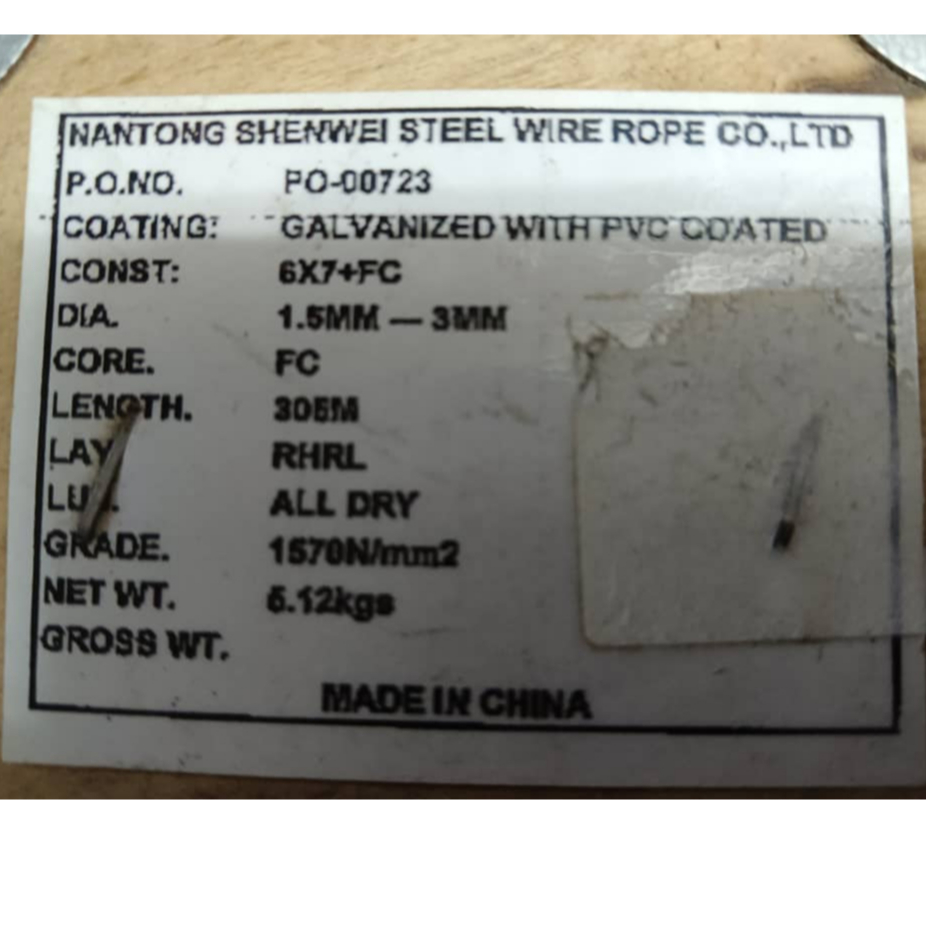 NANTONG SHENWEI STEEL WIRE ROPE CO.,LTD
P.O.NO. PO-00723
COATING: GALVANIZED WITH PVC COATED
CONST: 6X7+FC
DIA. 1.5MM — 3MM
CORE. FC
LENGTH. 305M
LAY RHRL
ALL DRY
GRADE. 1570N/mm2
NET WT.
GROSS WT.
MADE IN CHINA